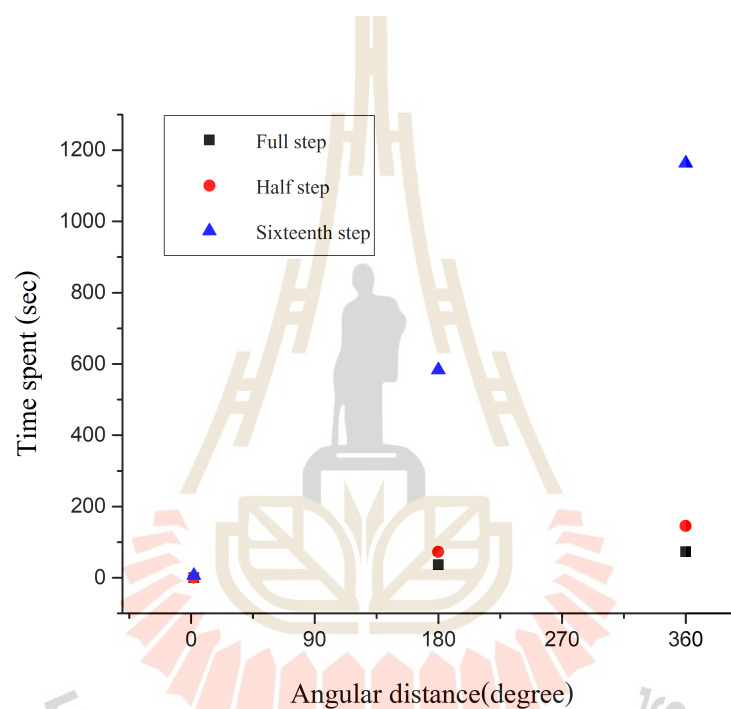 Full step
Half step
Sixteenth step
1200
1000
800
600
400
200
0
Time spent (sec)
0 90 180 270 360
Angular distance(degree)